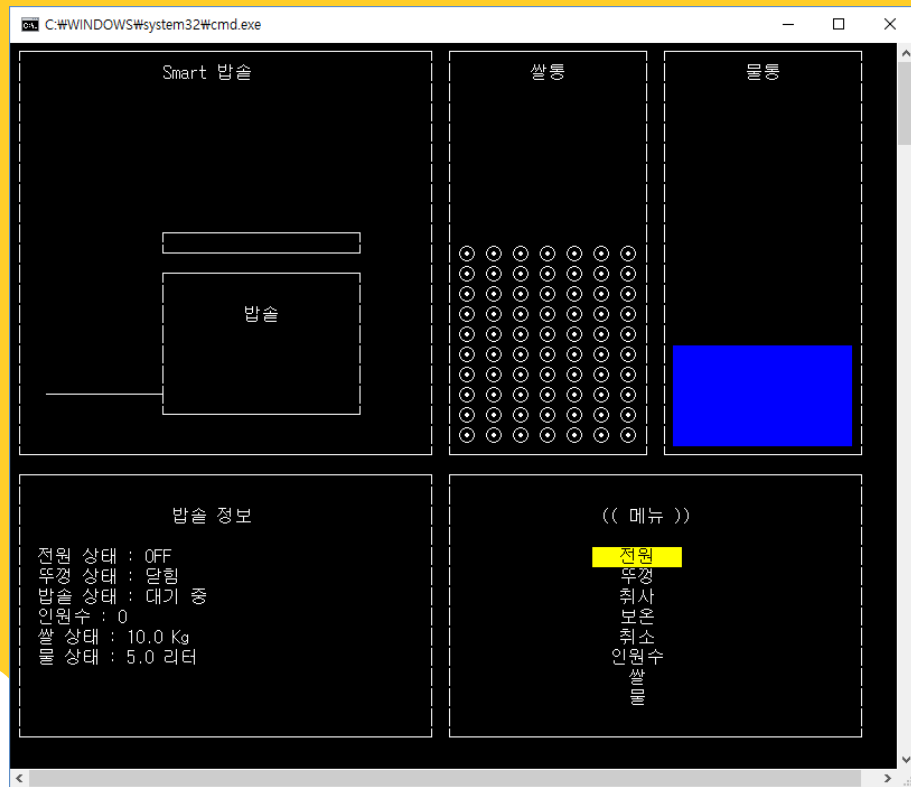 C:₩WINDOWS₩system32₩cmd.exe
Smart 밥솥
쌀통
물통
밥솥
밥솥 정보
전원 상태 : OFF
뚜껑 상태 : 닫힘
밥솥 상태 : 대기 중
인원수 : 0
쌀 상태 : 10.0 Kg
물 상태 : 5.0 리터
(( 메뉴 ))
전원
뚜껑
취사
보온
취소
인원수
쌀
물